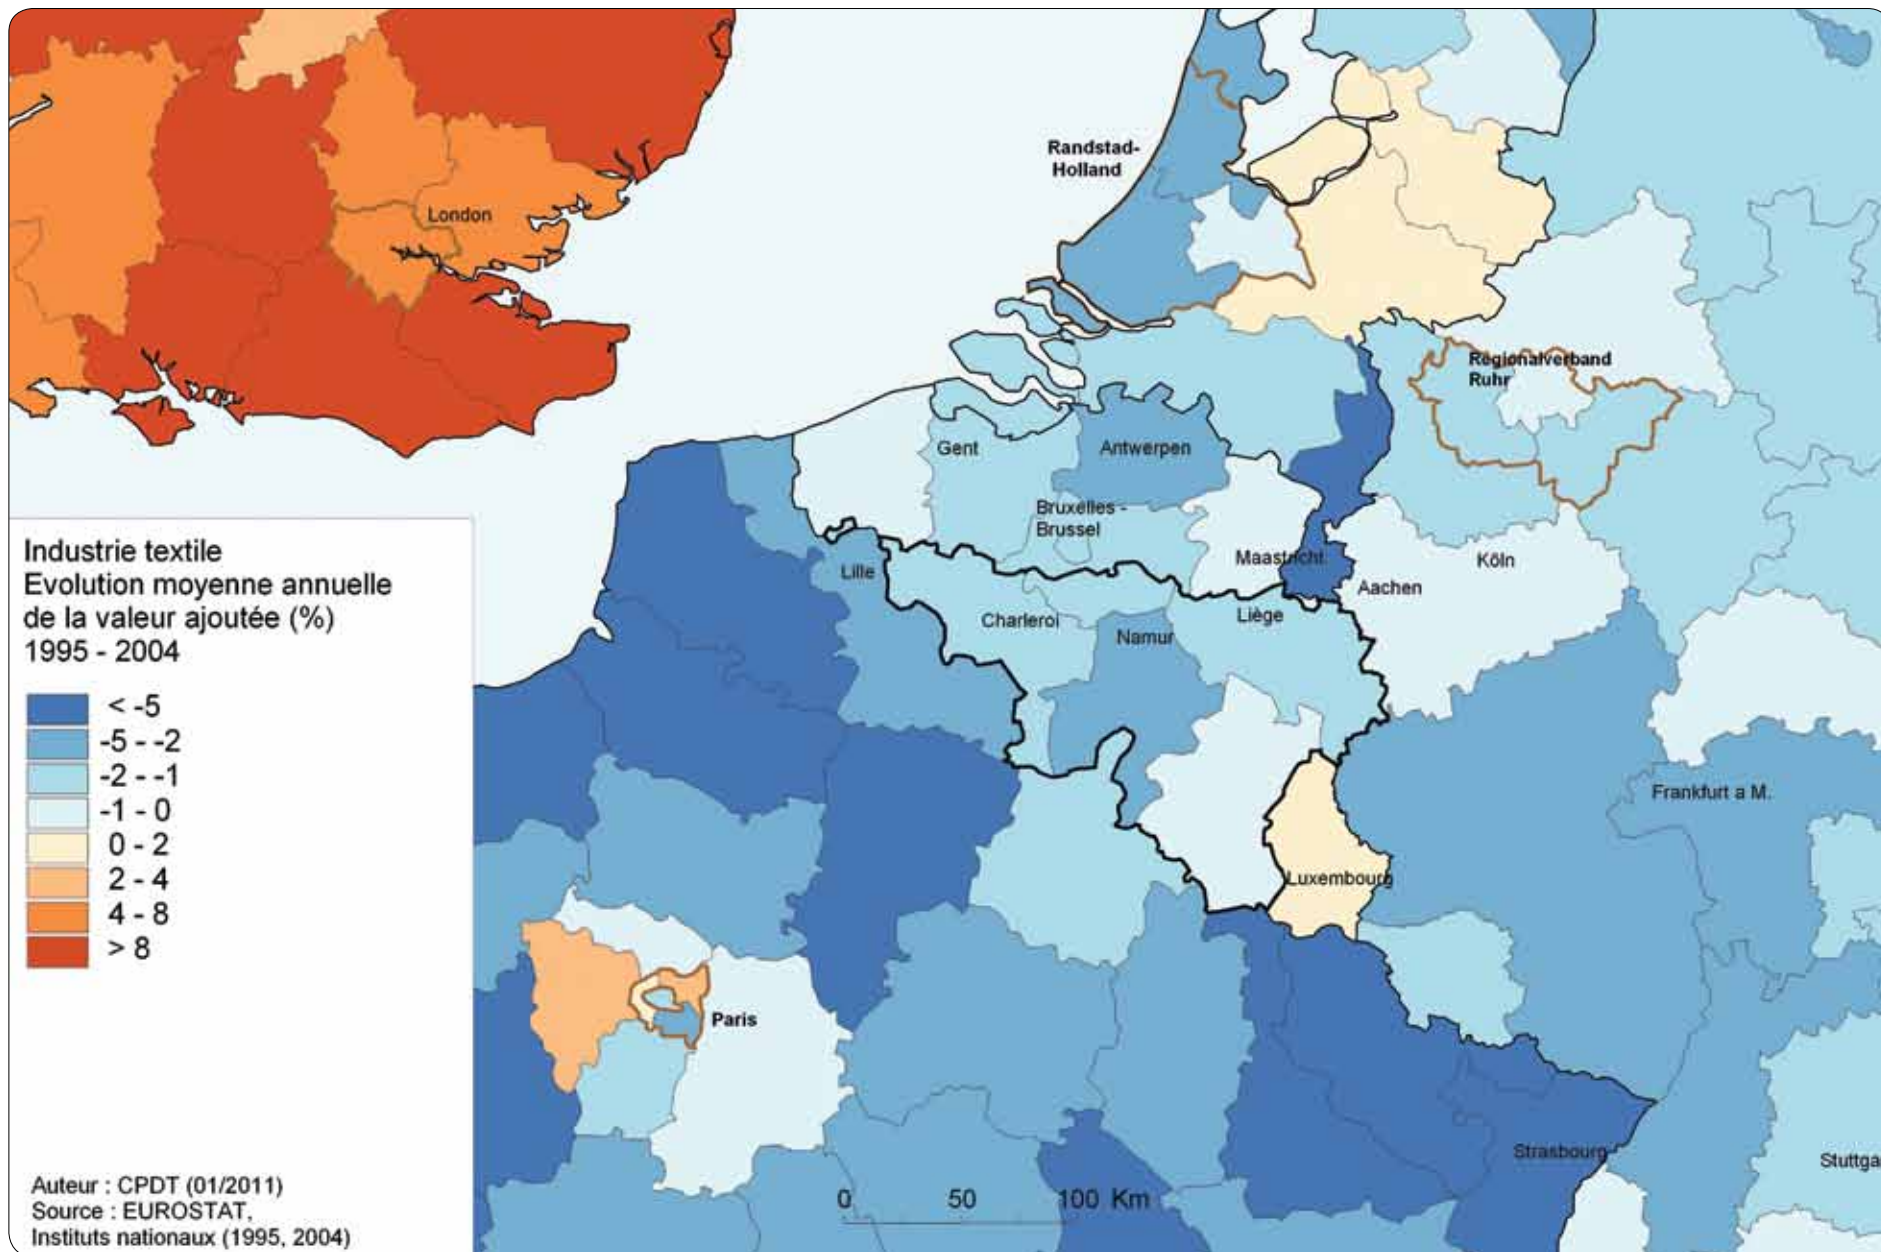 Randstad-
Holland
London
Regionalverband
Ruhr
Gent
Antwerpen
Bruxelles -
Brussel
Maastricht
Köln
Lille
Aachen
Charleroi
Liège
Namur
Frankfurt a M.
Luxembourg
Paris
Strasbourg
Stuttga
Industrie textile
Evolution moyenne annuelle
de la valeur ajoutée (%)
1995 - 2004
< -5
-5 - -2
-2 - -1
-1 - 0
0 - 2
2 - 4
4 - 8
> 8
Auteur : CPDT (01/2011)
Source : EUROSTAT,
Instituts nationaux (1995, 2004)
0 50 100 Km